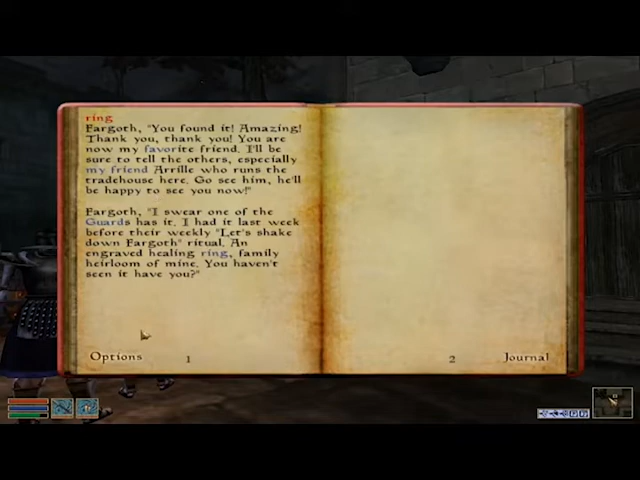 ring
Fargoth, "You found it! Amazing!
Thank you, thank you! You are
now my favorite friend. I'll be
sure to tell the others, especially
my friend Arrille who runs the
tradehouse here. Go see him, he'll
be happy to see you now!"
Fargoth, "I swear one of the
Guards has it. I had it last week
before their weekly "Let's shake
down Fargoth" ritual. An
engraved healing ring, family
heirloom of mine. You haven't
seen it have you?"
Options
1
2
Journal